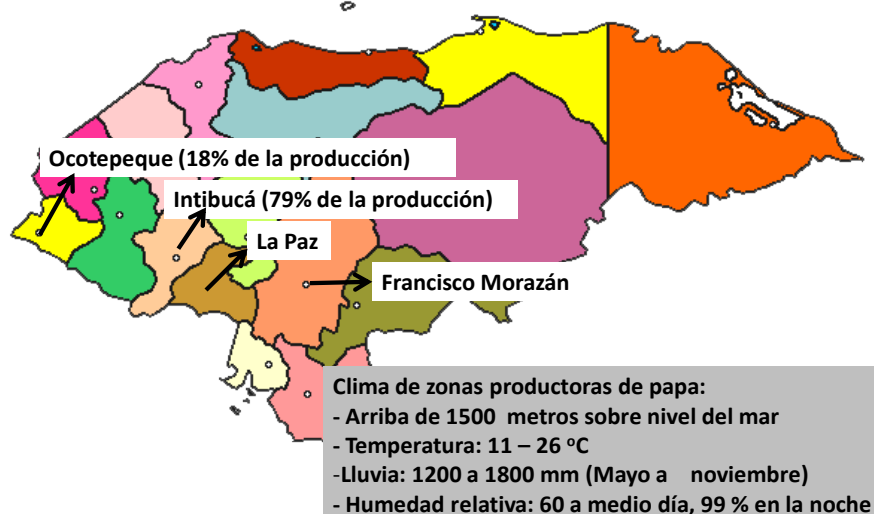 Ocotepeque (18% de la producción)
Intibucá (79% de la producción)
La Paz
Francisco Morazán
Clima de zonas productoras de papa:
- Arriba de 1500 metros sobre nivel del mar
- Temperatura: 11 – 26 °C
-Lluvia: 1200 a 1800 mm (Mayo a noviembre)
- Humedad relativa: 60 a medio día, 99 % en la noche